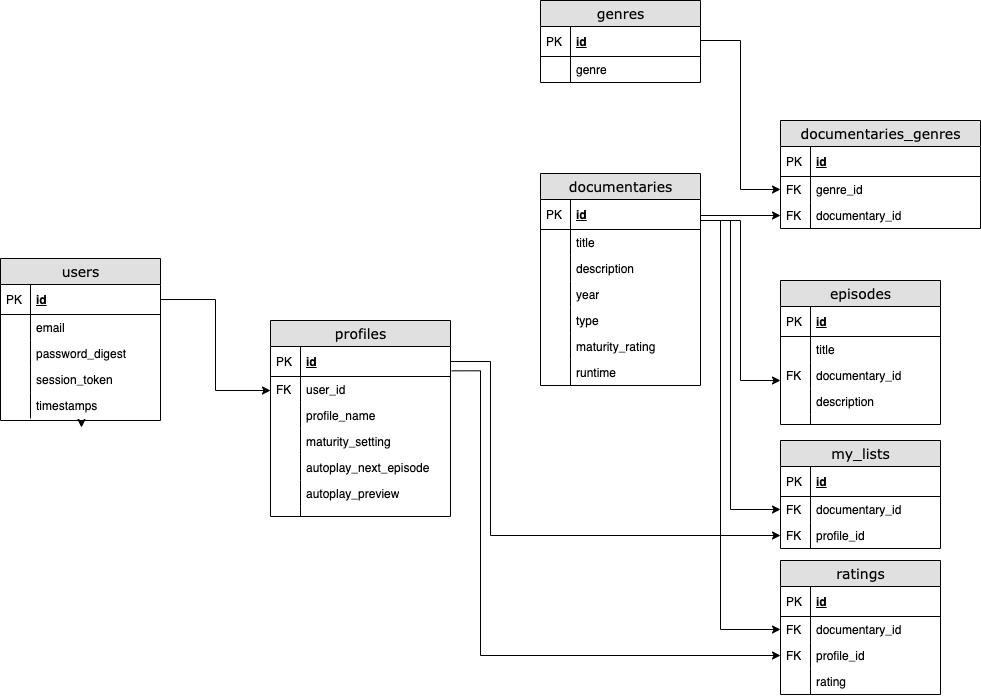 genres
PK id
genre
documentaries_genres
PK id
FK genre_id
FK documentary_id
documentaries
PK id
title
description
year
type
maturity_rating
runtime
users
PK id
email
password_digest
session_token
timestamps
profiles
PK id
FK user_id
profile_name
maturity_setting
autoplay_next_episode
autoplay_preview
episodes
PK id
title
FK documentary_id
description
my_lists
PK id
FK documentary_id
FK profile_id
ratings
PK id
FK documentary_id
FK profile_id
rating